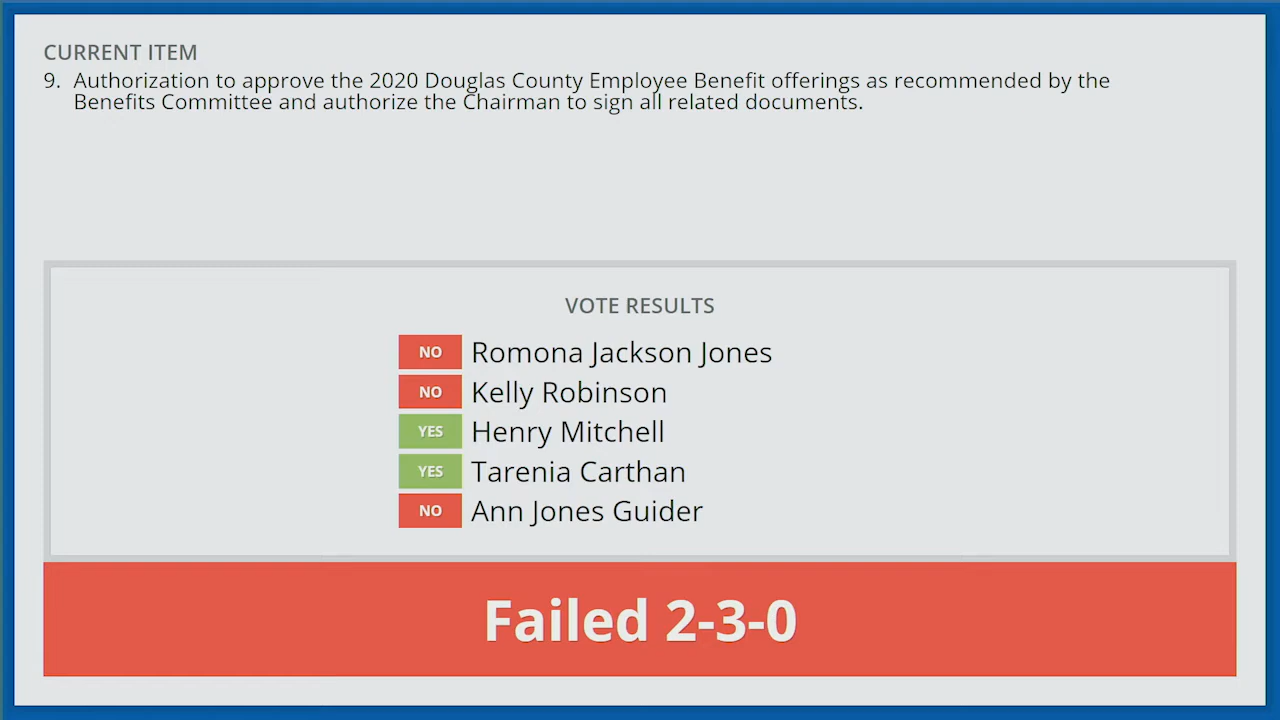 CURRENT ITEM
9. Authorization to approve the 2020 Douglas County Employee Benefit offerings as recommended by the
Benefits Committee and authorize the Chairman to sign all related documents.
VOTE RESULTS
NO Romona Jackson Jones
NO Kelly Robinson
YES Henry Mitchell
YES Tarenia Carthan
NO Ann Jones Guider
Failed 2-3-0